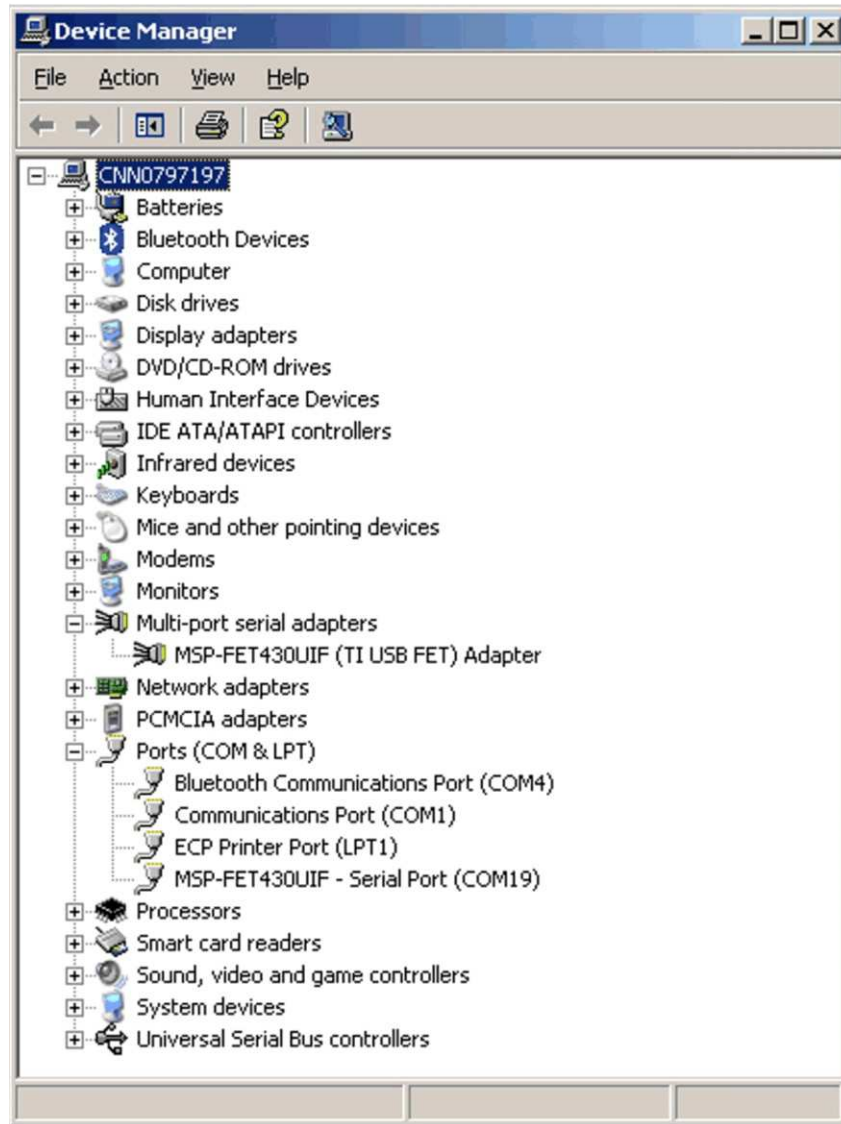 Device Manager
File Action View Help
CNN0797197
Batteries
Bluetooth Devices
Computer
Disk drives
Display adapters
DVD/CD-ROM drives
Human Interface Devices
IDE ATA/ATAPI controllers
Infrared devices
Keyboards
Mice and other pointing devices
Modems
Monitors
Multi-port serial adapters
MSP-FET430UIF (TI USB FET) Adapter
Network adapters
PCMCIA adapters
Ports (COM & LPT)
Bluetooth Communications Port (COM4)
Communications Port (COM1)
ECP Printer Port (LPT1)
MSP-FET430UIF - Serial Port (COM19)
Processors
Smart card readers
Sound, video and game controllers
System devices
Universal Serial Bus controllers